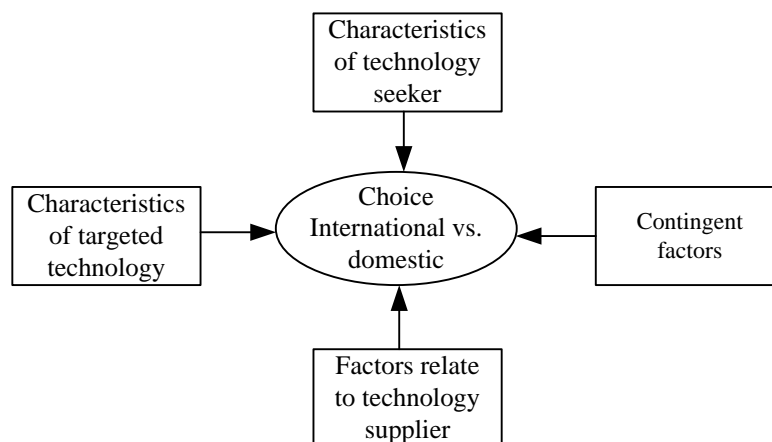 Characteristics
of technology
seeker
Characteristics
of targeted
technology
Choice
International vs.
domestic
Contingent
factors
Factors relate
to technology
supplier